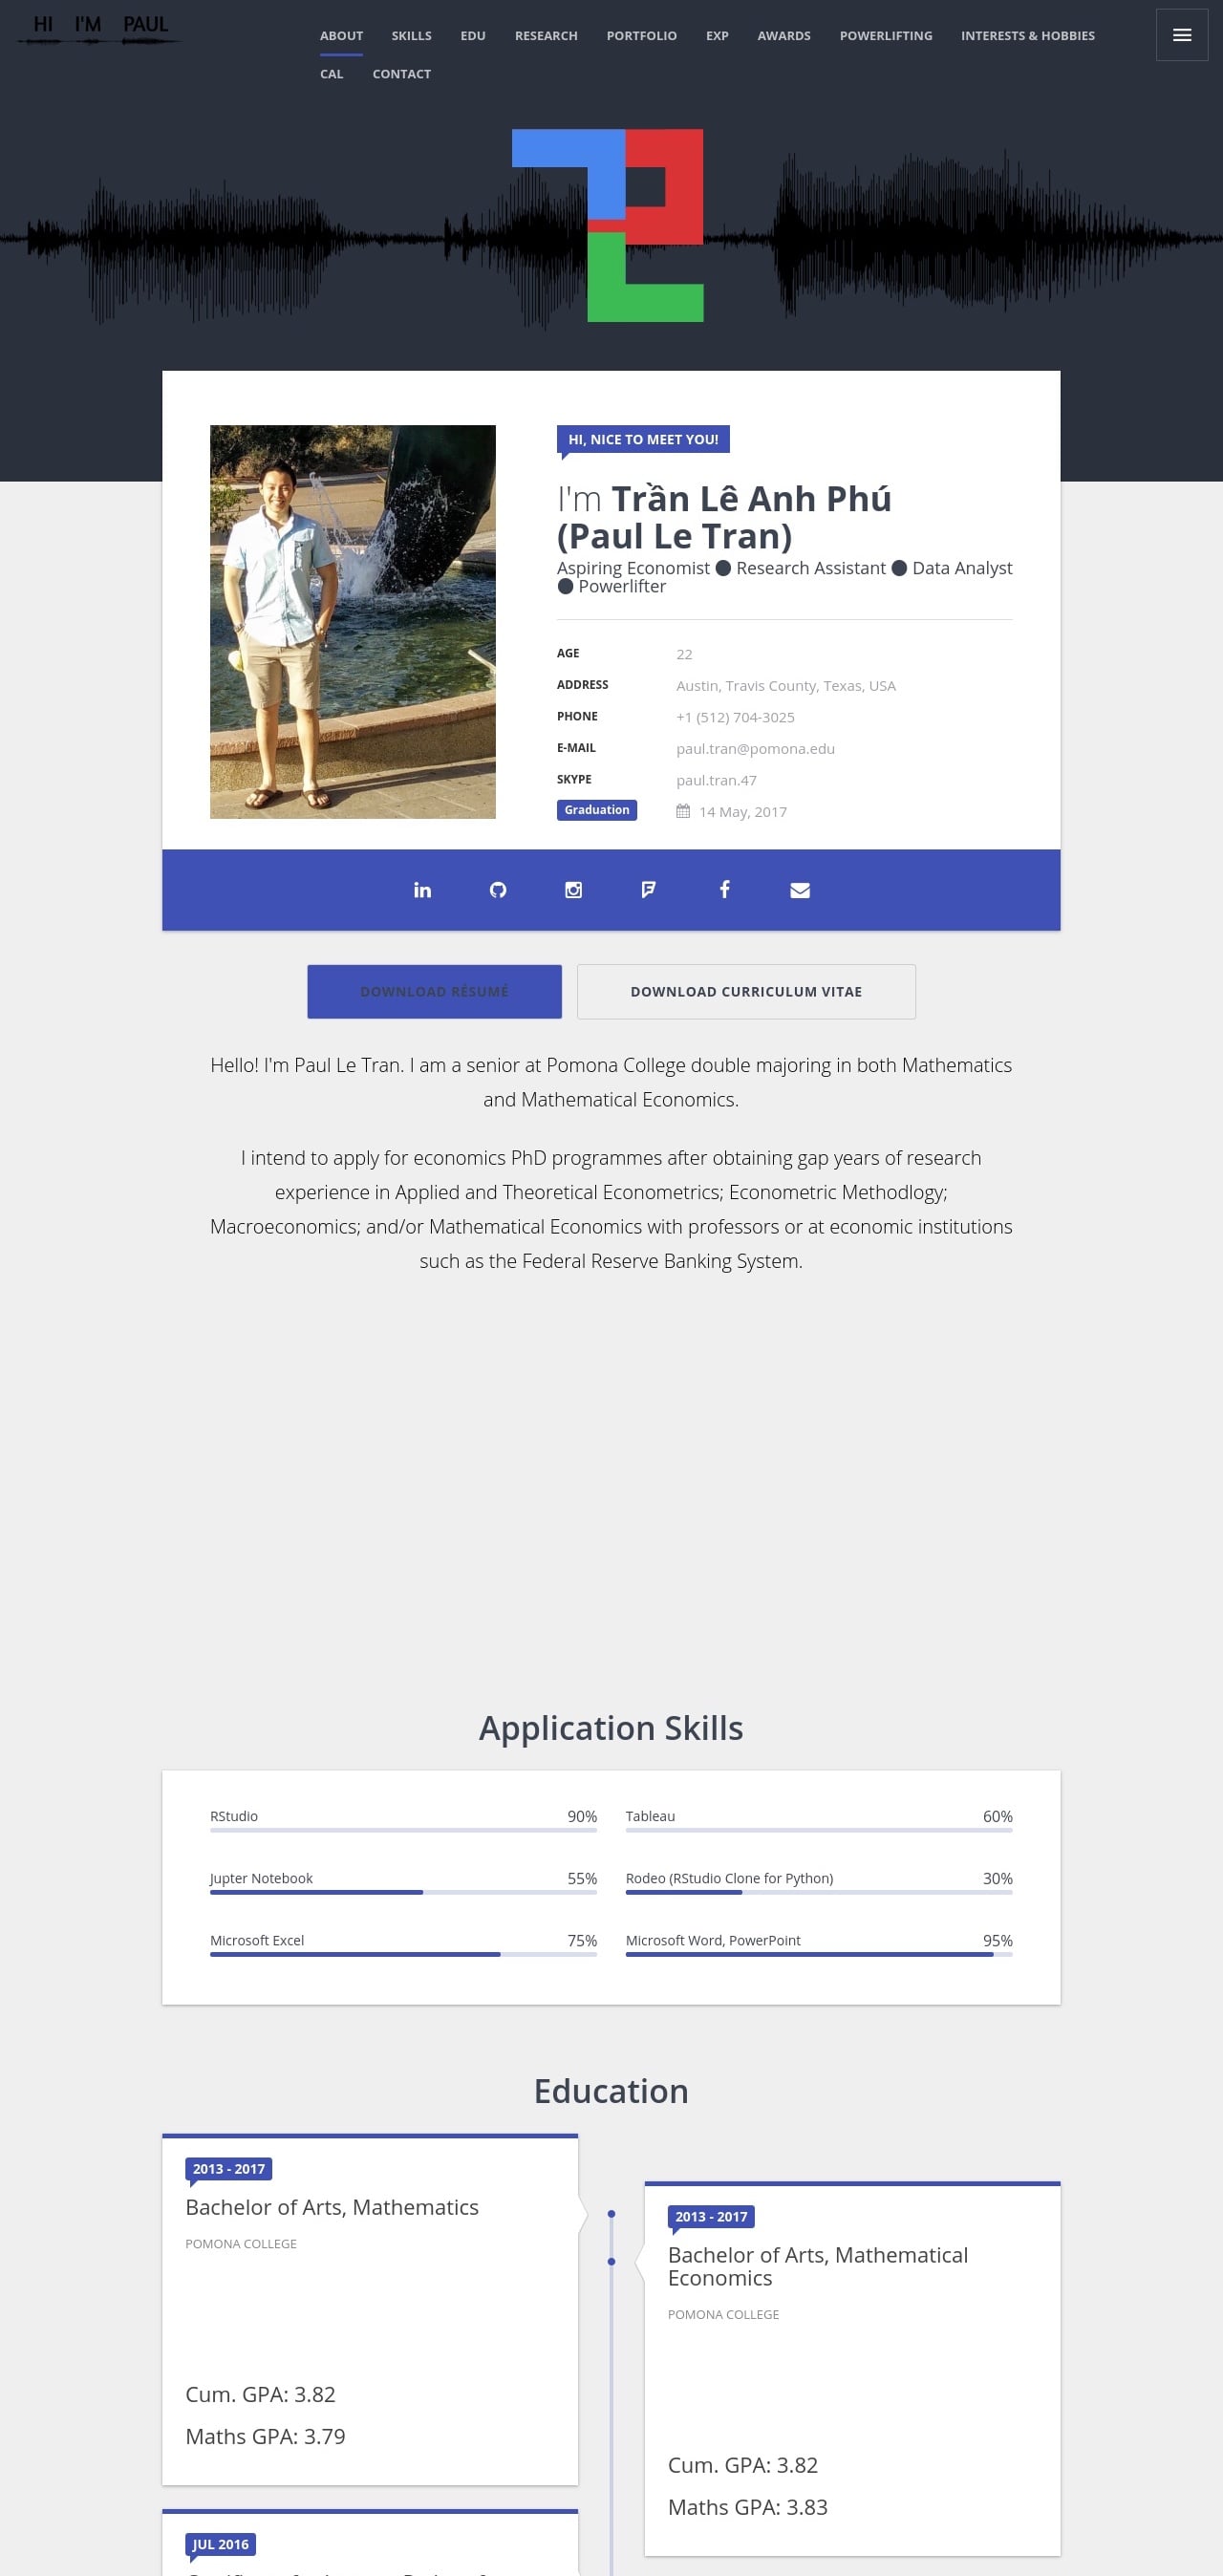 HI I'M PAUL
ABOUT SKILLS EDU RESEARCH PORTFOLIO EXP AWARDS POWERLIFTING INTERESTS & HOBBIES
CAL CONTACT
HI, NICE TO MEET YOU!
I'm Trần Lê Anh Phú
(Paul Le Tran)
Aspiring Economist ● Research Assistant ● Data Analyst
● Powerlifter
AGE 22
ADDRESS Austin, Travis County, Texas, USA
PHONE +1 (512) 704-3025
E-MAIL paul.tran@pomona.edu
SKYPE paul.tran.47
Graduation 14 May, 2017
DOWNLOAD RÉSUMÉ DOWNLOAD CURRICULUM VITAE
Hello! I'm Paul Le Tran. I am a senior at Pomona College double majoring in both Mathematics
and Mathematical Economics.
I intend to apply for economics PhD programmes after obtaining gap years of research
experience in Applied and Theoretical Econometrics; Econometric Methodlogy;
Macroeconomics; and/or Mathematical Economics with professors or at economic institutions
such as the Federal Reserve Banking System.
Application Skills
RStudio 90% Tableau 60%
Jupter Notebook 55% Rodeo (RStudio Clone for Python) 30%
Microsoft Excel 75% Microsoft Word, PowerPoint 95%
Education
2013 - 2017
Bachelor of Arts, Mathematics
POMONA COLLEGE
Cum. GPA: 3.82
Maths GPA: 3.79
2013 - 2017
Bachelor of Arts, Mathematical
Economics
POMONA COLLEGE
Cum. GPA: 3.82
Maths GPA: 3.83
JUL 2016